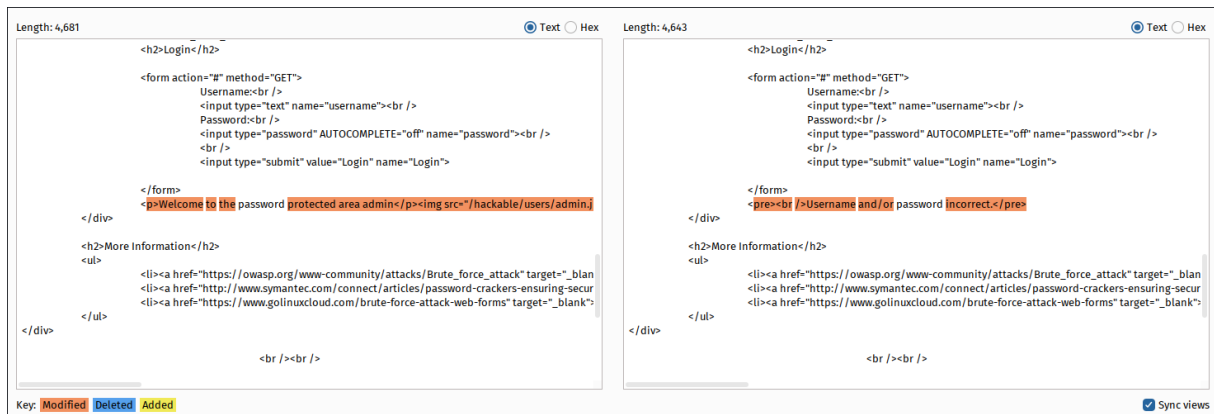 Length: 4,681 Text Hex
<h2>Login</h2>
<form action="#" method="GET">
Username:<br />
<input type="text" name="username"><br />
Password:<br />
<input type="password" AUTOCOMPLETE="off" name="password"><br />
<br />
<input type="submit" value="Login" name="Login">
</form>
<p>Welcome to the password protected area admin</p><img src="/hackable/users/admin.j
</div>
<h2>More Information</h2>
<ul>
<li><a href="https://owasp.org/www-community/attacks/Brute_force_attack" target="_blan
<li><a href="http://www.symantec.com/connect/articles/password-crackers-ensuring-secur
<li><a href="https://www.golinuxcloud.com/brute-force-attack-web-forms" target="_blank">
</ul>
</div>
<br /><br />
Length: 4,643 Text Hex
<h2>Login</h2>
<form action="#" method="GET">
Username:<br />
<input type="text" name="username"><br />
Password:<br />
<input type="password" AUTOCOMPLETE="off" name="password"><br />
<br />
<input type="submit" value="Login" name="Login">
</form>
<pre><br />Username and/or password incorrect.</pre>
</div>
<h2>More Information</h2>
<ul>
<li><a href="https://owasp.org/www-community/attacks/Brute_force_attack" target="_blan
<li><a href="http://www.symantec.com/connect/articles/password-crackers-ensuring-secur
<li><a href="https://www.golinuxcloud.com/brute-force-attack-web-forms" target="_blank">
</ul>
</div>
<br /><br />
Key: Modified Deleted Added
Sync views